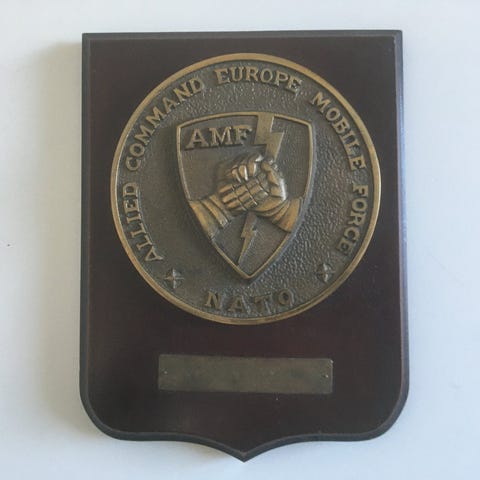 ALLIED COMMAND EUROPE MOBILE FORCE
AMF
NATO